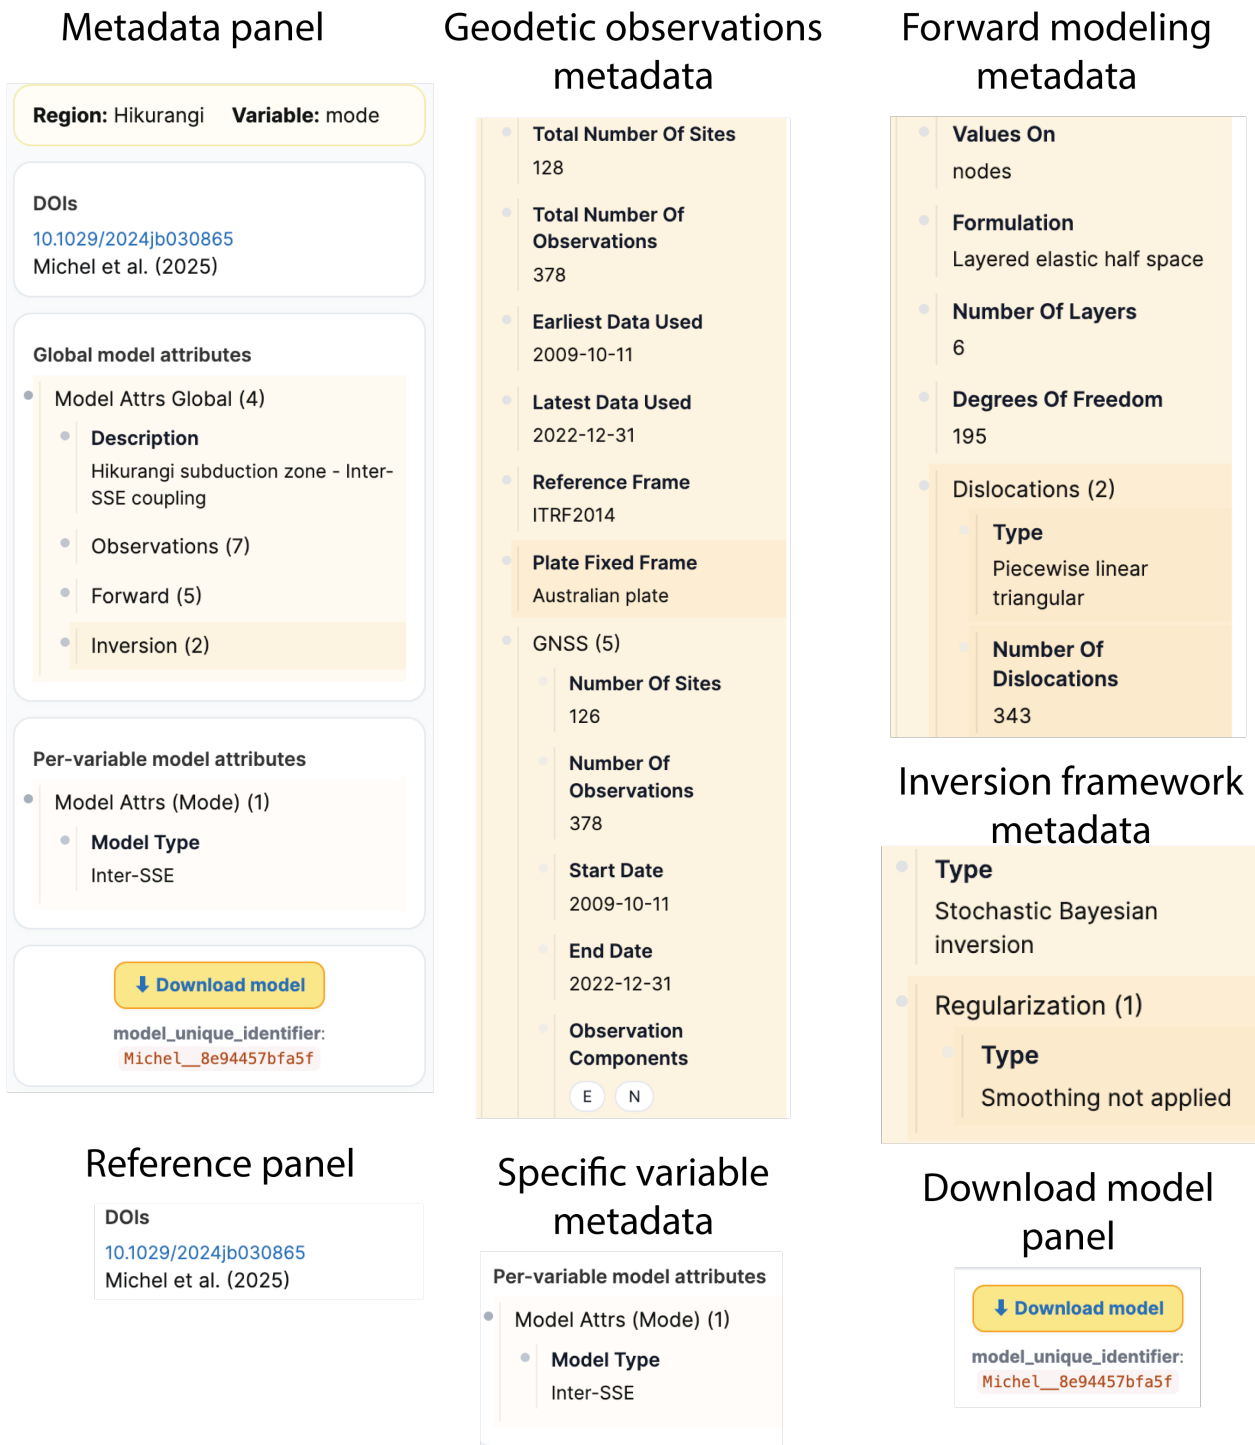 Metadata panel
Region: Hikurangi Variable: mode
DOIs
10.1029/2024jb030865
Michel et al. (2025)
Global model attributes
Model Attrs Global (4)
Description
Hikurangi subduction zone - Inter-
SSE coupling
Observations (7)
Forward (5)
Inversion (2)
Per-variable model attributes
Model Attrs (Mode) (1)
Model Type
Inter-SSE
⬇ Download model
model_unique_identifier:
Michel__8e94457bfa5f
Reference panel
DOIs
10.1029/2024jb030865
Michel et al. (2025)
Geodetic observations
metadata
Total Number Of Sites
128
Total Number Of
Observations
378
Earliest Data Used
2009-10-11
Latest Data Used
2022-12-31
Reference Frame
ITRF2014
Plate Fixed Frame
Australian plate
GNSS (5)
Number Of Sites
126
Number Of
Observations
378
Start Date
2009-10-11
End Date
2022-12-31
Observation
Components
E N
Specific variable
metadata
Per-variable model attributes
Model Attrs (Mode) (1)
Model Type
Inter-SSE
Forward modeling
metadata
Values On
nodes
Formulation
Layered elastic half space
Number Of Layers
6
Degrees Of Freedom
195
Dislocations (2)
Type
Piecewise linear
triangular
Number Of
Dislocations
343
Inversion framework
metadata
Type
Stochastic Bayesian
inversion
Regularization (1)
Type
Smoothing not applied
Download model
panel
⬇ Download model
model_unique_identifier:
Michel__8e94457bfa5f